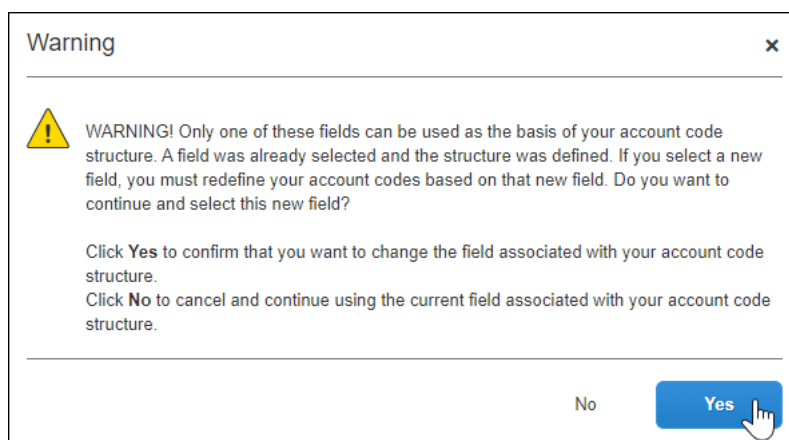 Warning
×
WARNING! Only one of these fields can be used as the basis of your account code
structure. A field was already selected and the structure was defined. If you select a new
field, you must redefine your account codes based on that new field. Do you want to
continue and select this new field?
Click Yes to confirm that you want to change the field associated with your account code
structure.
Click No to cancel and continue using the current field associated with your account code
structure.
No
Yes